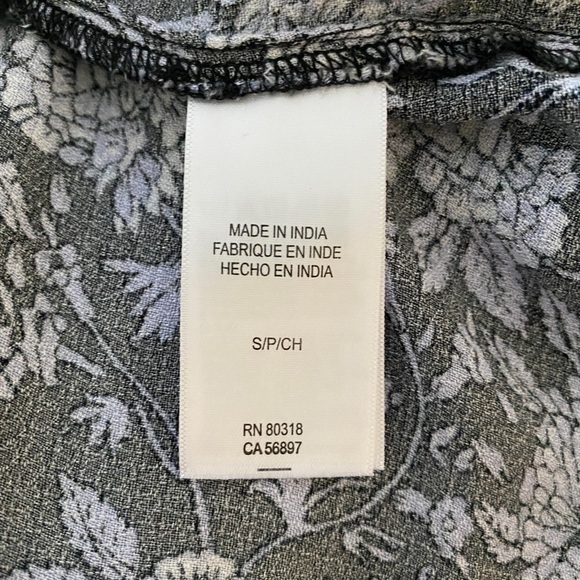 MADE IN INDIA
FABRIQUE EN INDE
HECHO EN INDIA
S/P/CH
RN 80318
CA 56897